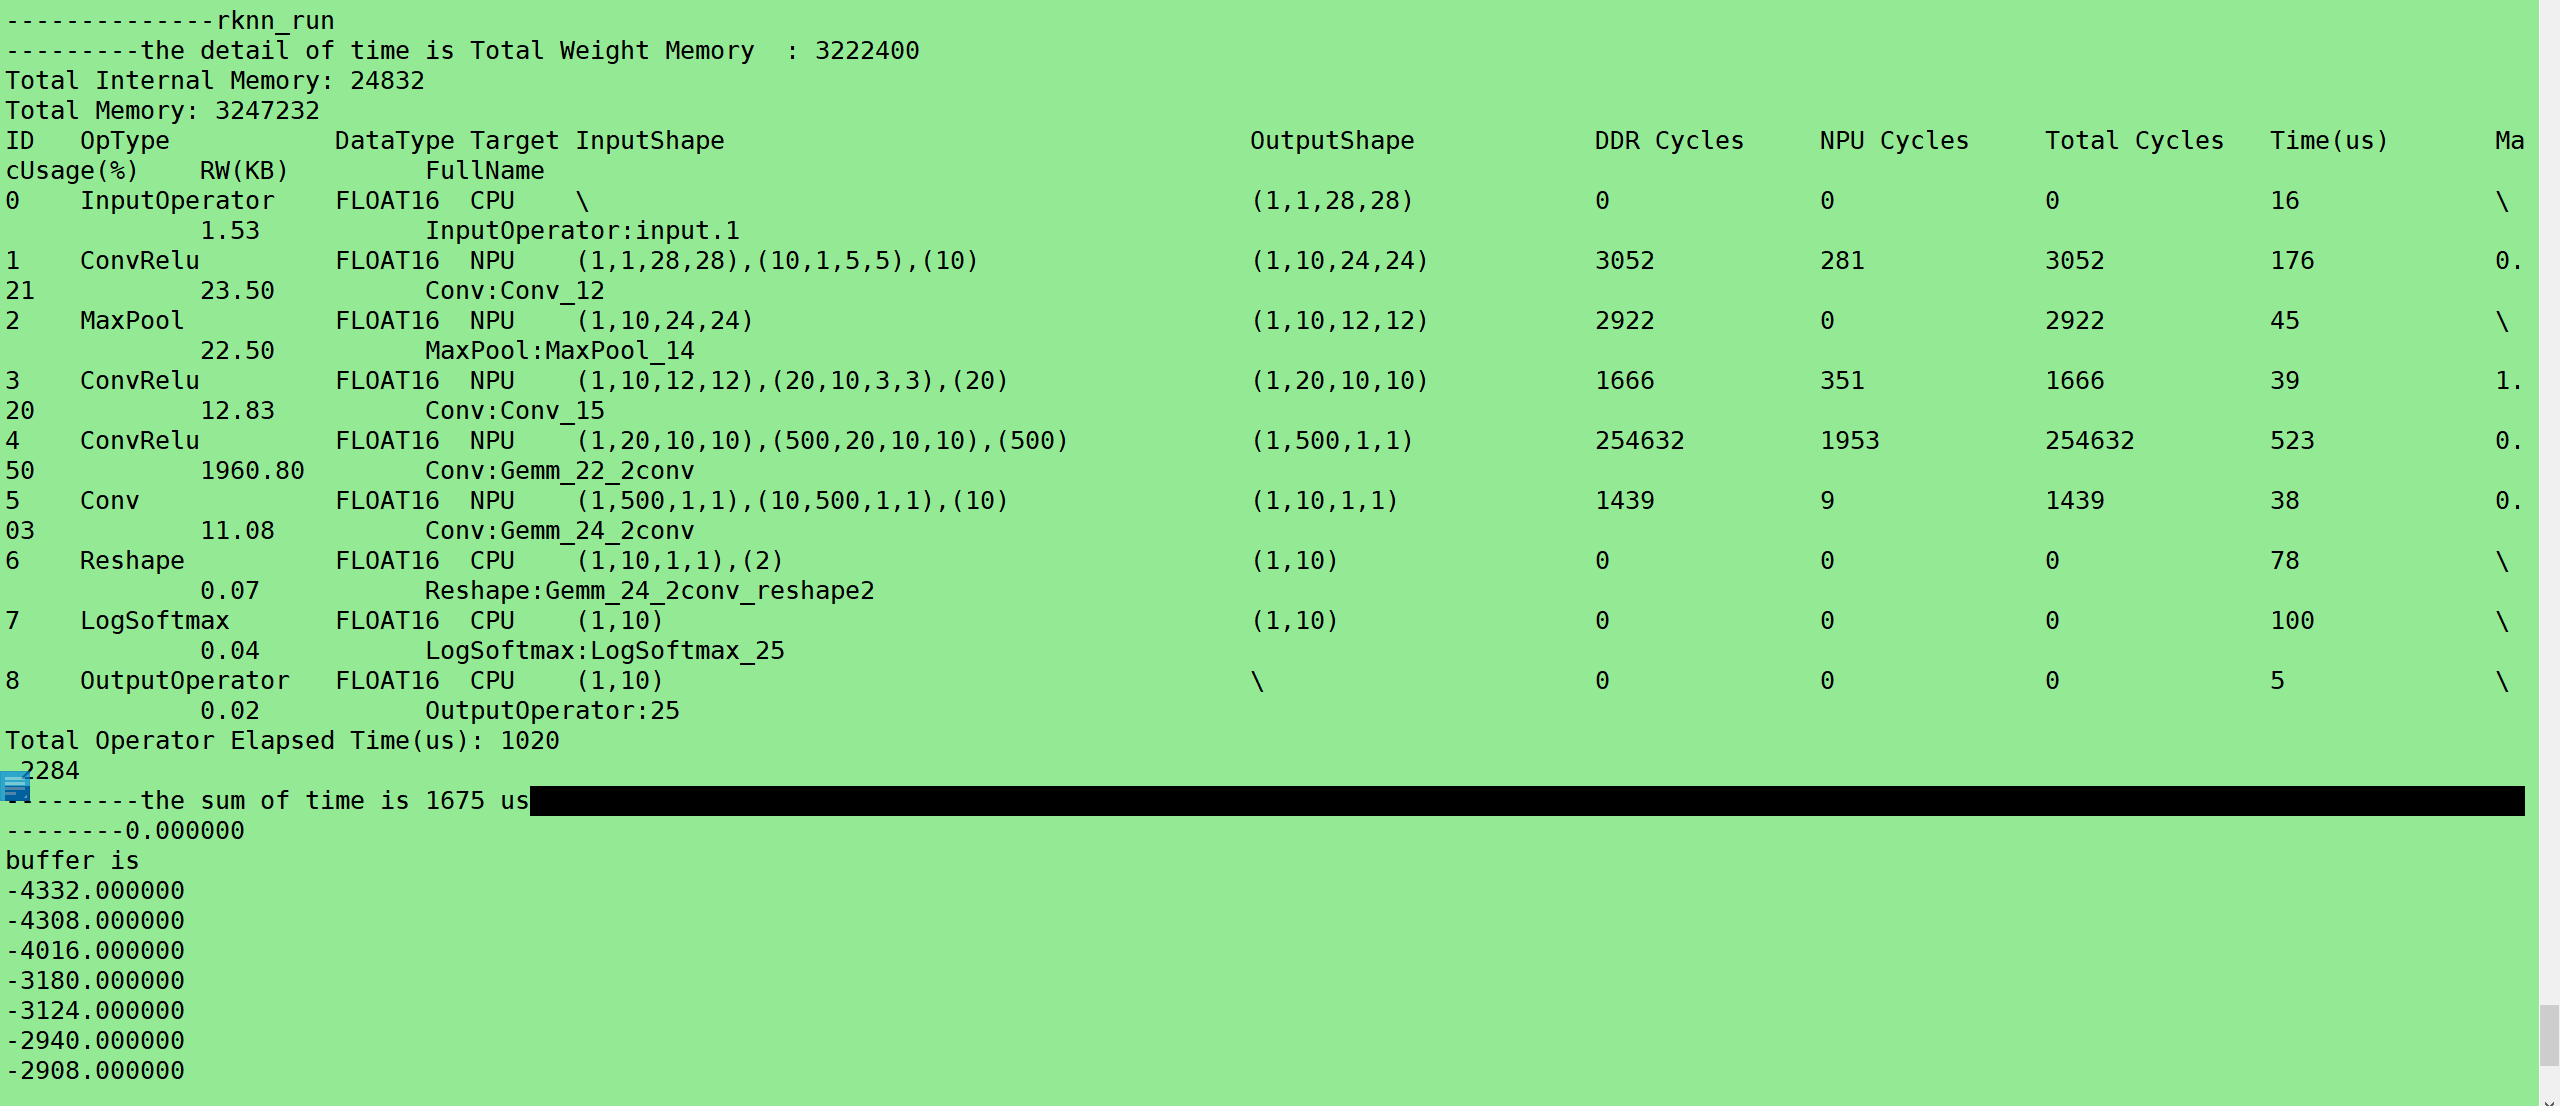 --------------rknn_run
---------the detail of time is Total Weight Memory  : 3222400
Total Internal Memory: 24832
Total Memory: 3247232
ID   OpType           DataType Target InputShape                                   OutputShape            DDR Cycles     NPU Cycles     Total Cycles   Time(us)       Ma
cUsage(%)    RW(KB)         FullName
0    InputOperator    FLOAT16  CPU    \                                            (1,1,28,28)            0              0              0              16             \
             1.53           InputOperator:input.1
1    ConvRelu         FLOAT16  NPU    (1,1,28,28),(10,1,5,5),(10)                  (1,10,24,24)           3052           281            3052           176            0.
21           23.50          Conv:Conv_12
2    MaxPool          FLOAT16  NPU    (1,10,24,24)                                 (1,10,12,12)           2922           0              2922           45             \
             22.50          MaxPool:MaxPool_14
3    ConvRelu         FLOAT16  NPU    (1,10,12,12),(20,10,3,3),(20)                (1,20,10,10)           1666           351            1666           39             1.
20           12.83          Conv:Conv_15
4    ConvRelu         FLOAT16  NPU    (1,20,10,10),(500,20,10,10),(500)            (1,500,1,1)            254632         1953           254632         523            0.
50           1960.80        Conv:Gemm_22_2conv
5    Conv             FLOAT16  NPU    (1,500,1,1),(10,500,1,1),(10)                (1,10,1,1)             1439           9              1439           38             0.
03           11.08          Conv:Gemm_24_2conv
6    Reshape          FLOAT16  CPU    (1,10,1,1),(2)                               (1,10)                 0              0              0              78             \
             0.07           Reshape:Gemm_24_2conv_reshape2
7    LogSoftmax       FLOAT16  CPU    (1,10)                                       (1,10)                 0              0              0              100            \
             0.04           LogSoftmax:LogSoftmax_25
8    OutputOperator   FLOAT16  CPU    (1,10)                                       \                      0              0              0              5              \
             0.02           OutputOperator:25
Total Operator Elapsed Time(us): 1020
 2284
---------the sum of time is 1675 us
--------0.000000
buffer is
-4332.000000
-4308.000000
-4016.000000
-3180.000000
-3124.000000
-2940.000000
-2908.000000